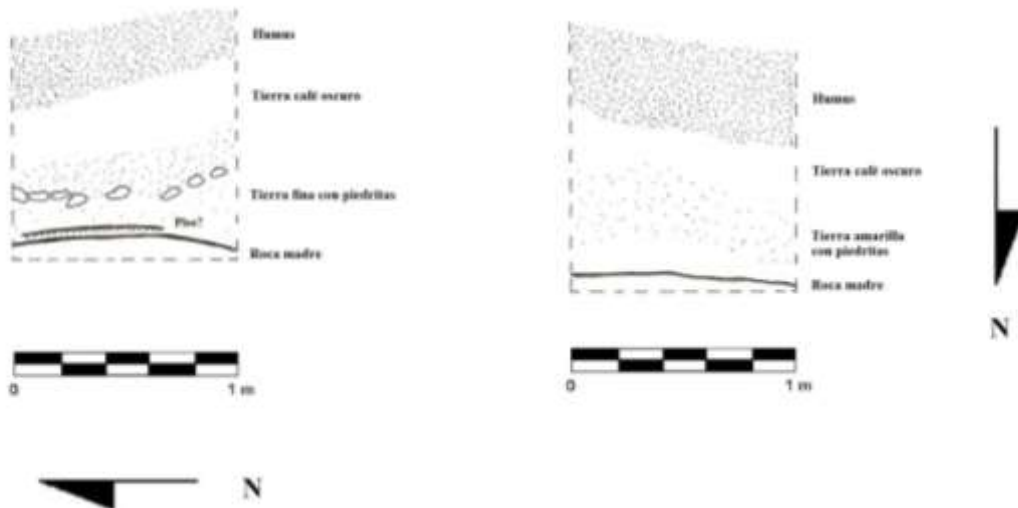 Humus
Tierra café oscuro
Tierra fina con piedritas
Piso?
Roca madre
0 1 m
N
Humus
Tierra café oscuro
Tierra amarilla
con piedritas
Roca madre
0 1 m
N